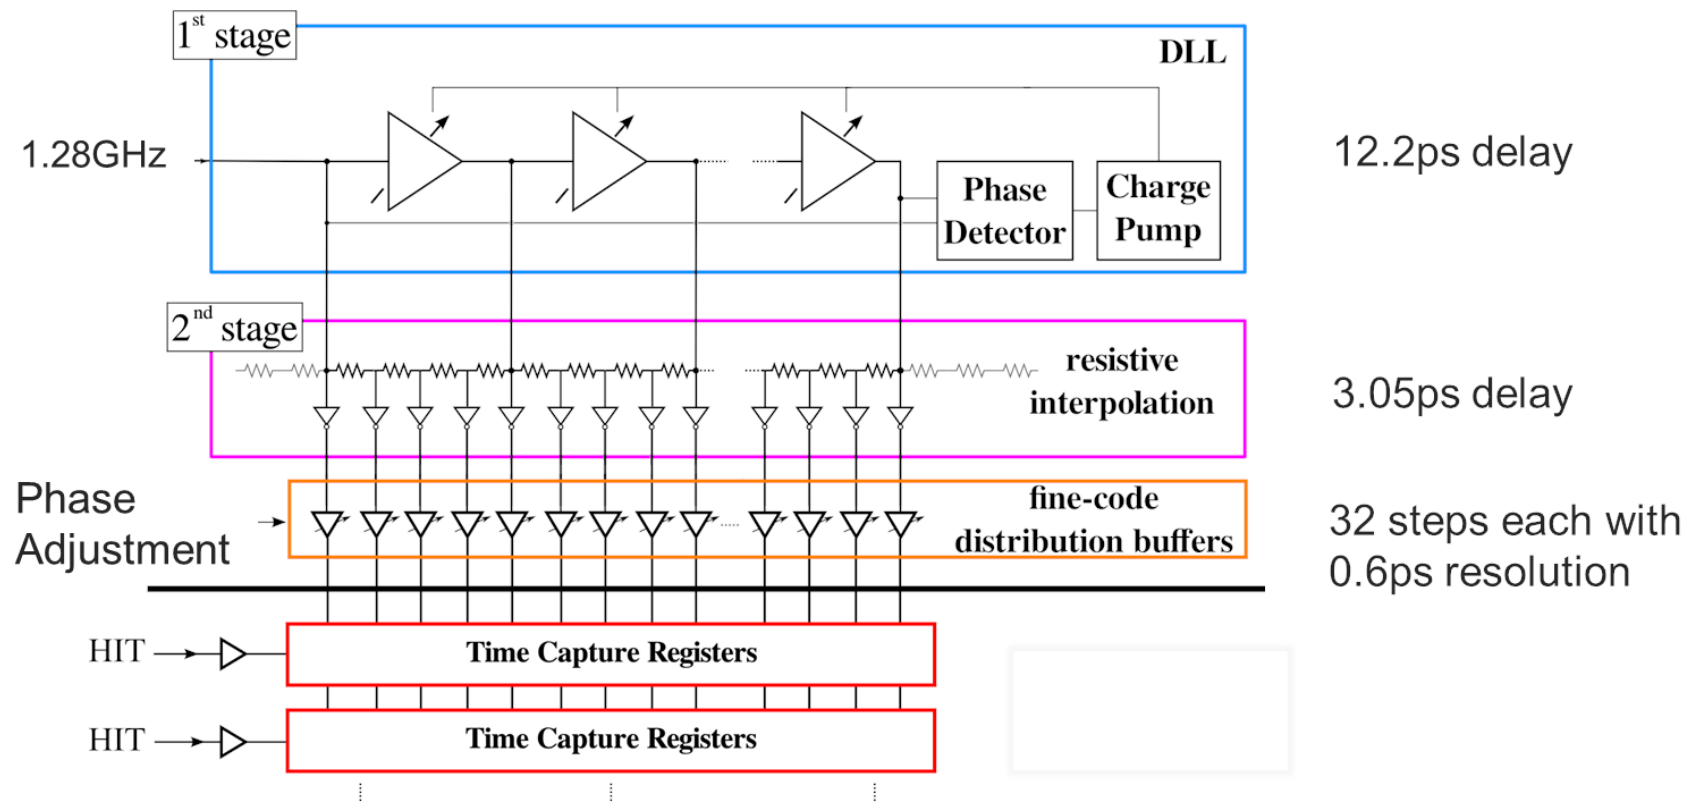 1st stage
DLL
1.28GHz
12.2ps delay
Phase
Detector
Charge
Pump
2nd stage
resistive
interpolation
3.05ps delay
Phase
Adjustment
fine-code
distribution buffers
32 steps each with
0.6ps resolution
HIT
Time Capture Registers
HIT
Time Capture Registers